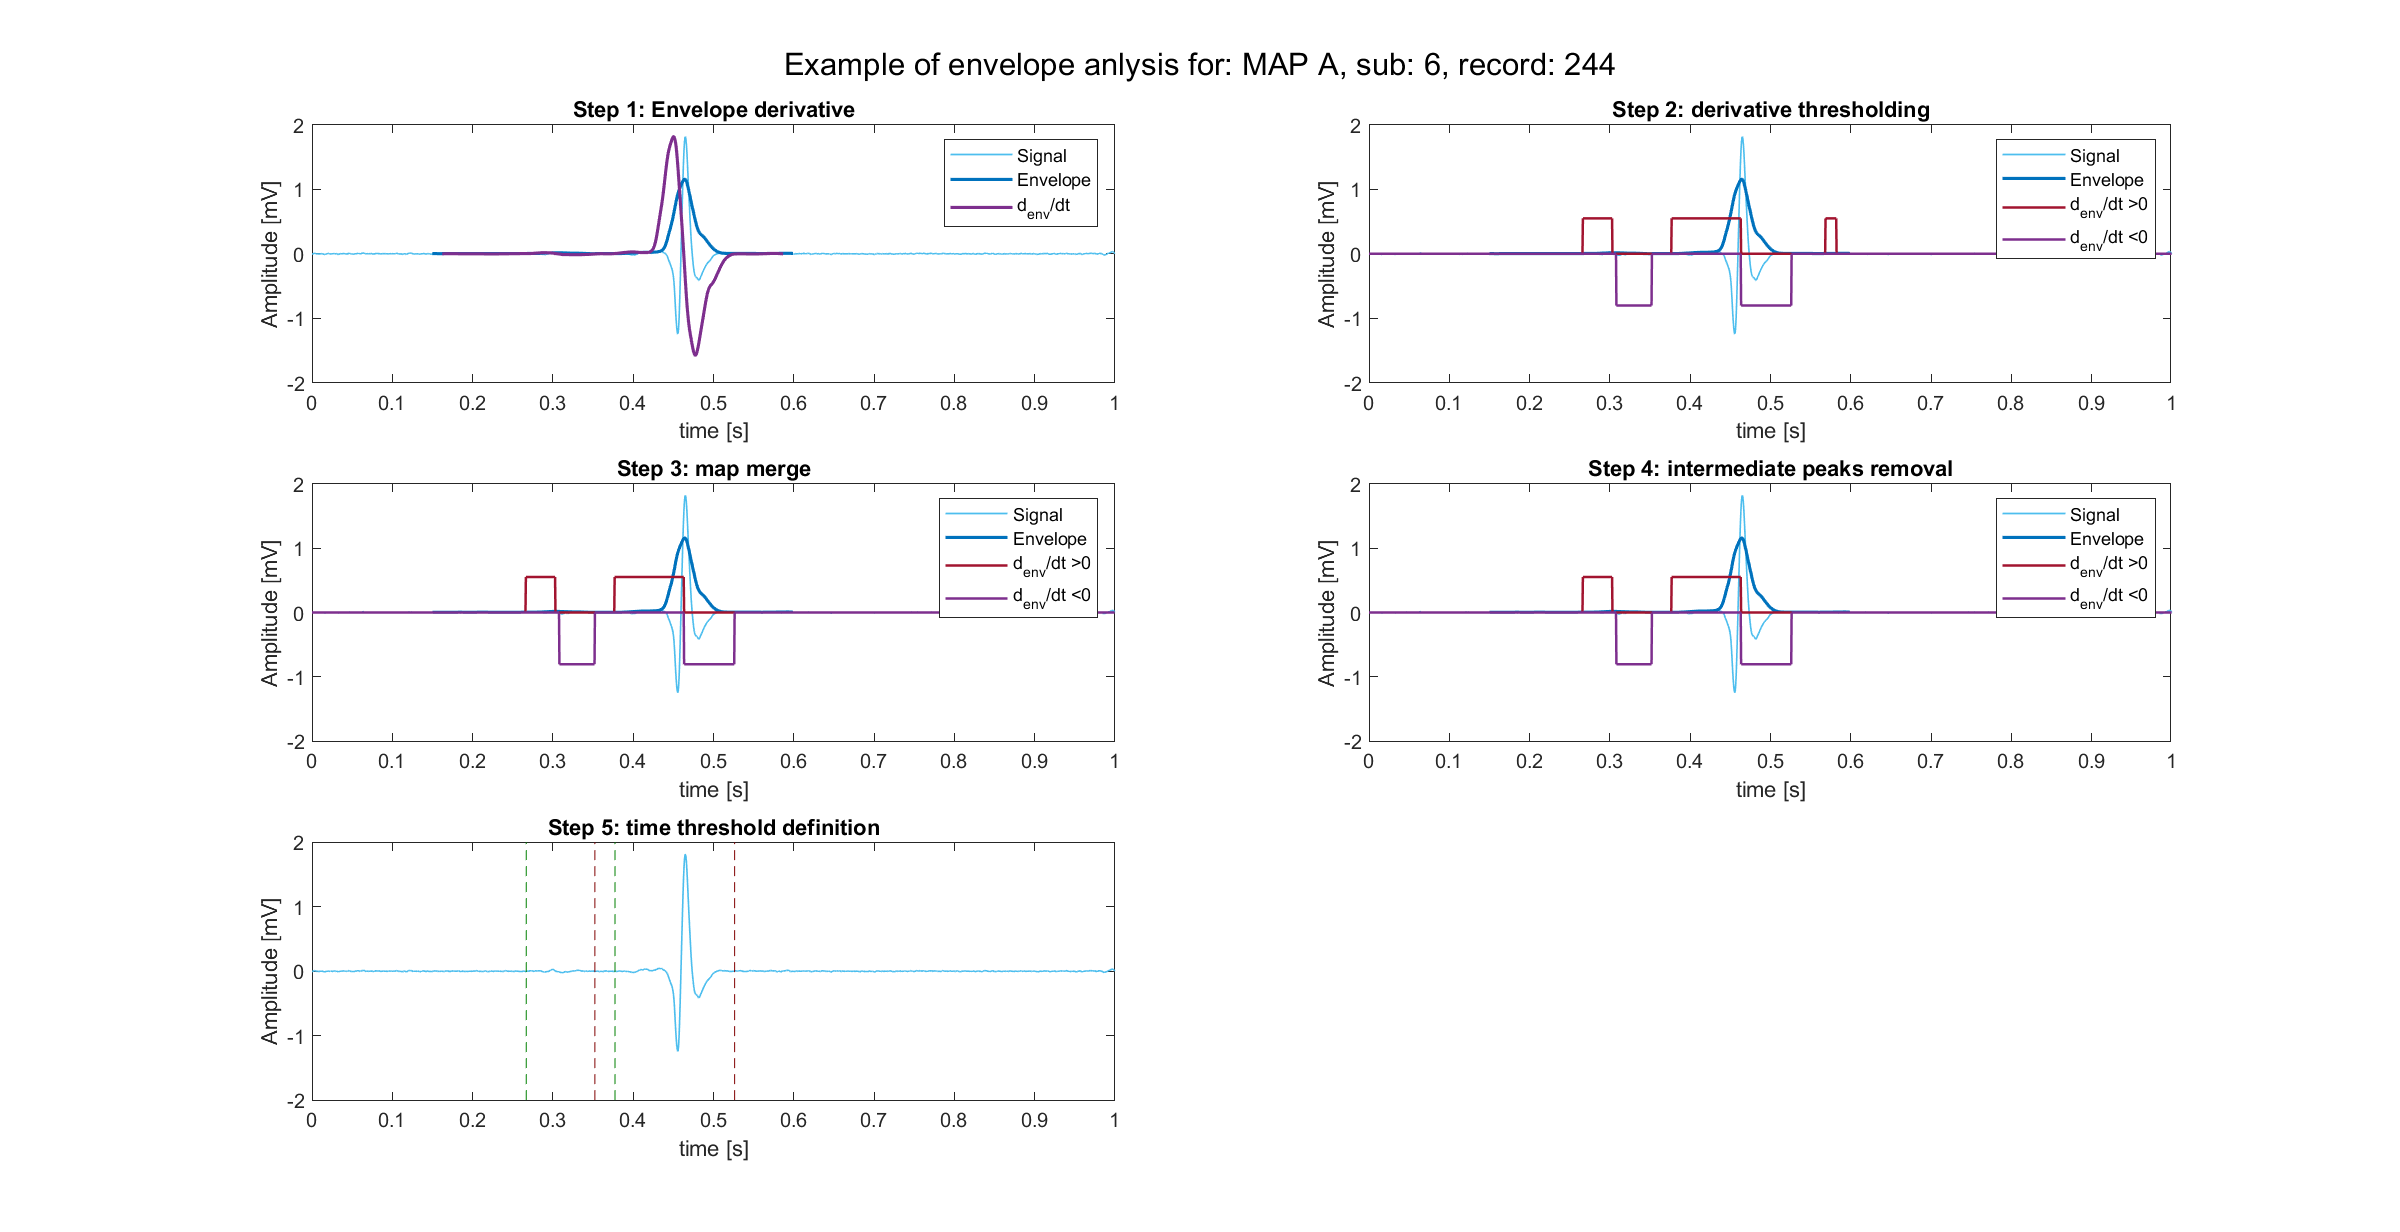 Example of envelope anlysis for: MAP A, sub: 6, record: 244
Step 1: Envelope derivative
2
1
0
-1
-2
Amplitude [mV]
0 0.1 0.2 0.3 0.4 0.5 0.6 0.7 0.8 0.9 1
time [s]
Signal
Envelope
d_env/dt
Step 2: derivative thresholding
2
1
0
-1
-2
Amplitude [mV]
0 0.1 0.2 0.3 0.4 0.5 0.6 0.7 0.8 0.9 1
time [s]
Signal
Envelope
d_env/dt >0
d_env/dt <0
Step 3: map merge
2
1
0
-1
-2
Amplitude [mV]
0 0.1 0.2 0.3 0.4 0.5 0.6 0.7 0.8 0.9 1
time [s]
Signal
Envelope
d_env/dt >0
d_env/dt <0
Step 4: intermediate peaks removal
2
1
0
-1
-2
Amplitude [mV]
0 0.1 0.2 0.3 0.4 0.5 0.6 0.7 0.8 0.9 1
time [s]
Signal
Envelope
d_env/dt >0
d_env/dt <0
Step 5: time threshold definition
2
1
0
-1
-2
Amplitude [mV]
0 0.1 0.2 0.3 0.4 0.5 0.6 0.7 0.8 0.9 1
time [s]